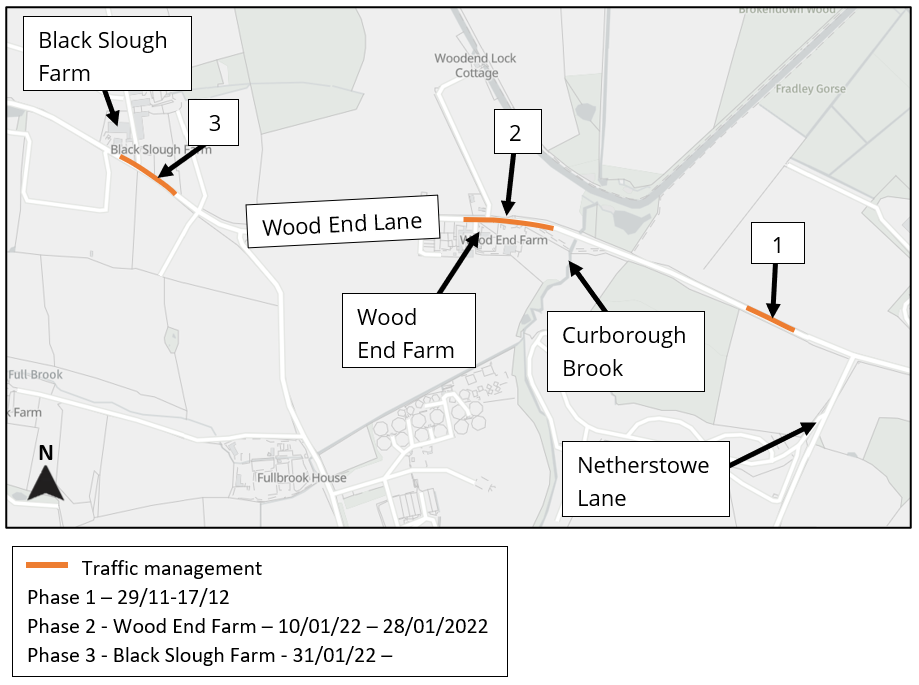 Brokendown Wood
Black Slough
Farm
Woodend Lock
Cottage
Fradley Gorse
3
2
Black Slough Farm
Wood End Lane
Wood End Farm
1
Wood
End Farm
Curborough
Brook
Full Brook
k Farm
N
Netherstowe
Lane
Fullbrook House
Traffic management
Phase 1 – 29/11-17/12
Phase 2 - Wood End Farm – 10/01/22 – 28/01/2022
Phase 3 - Black Slough Farm - 31/01/22 –